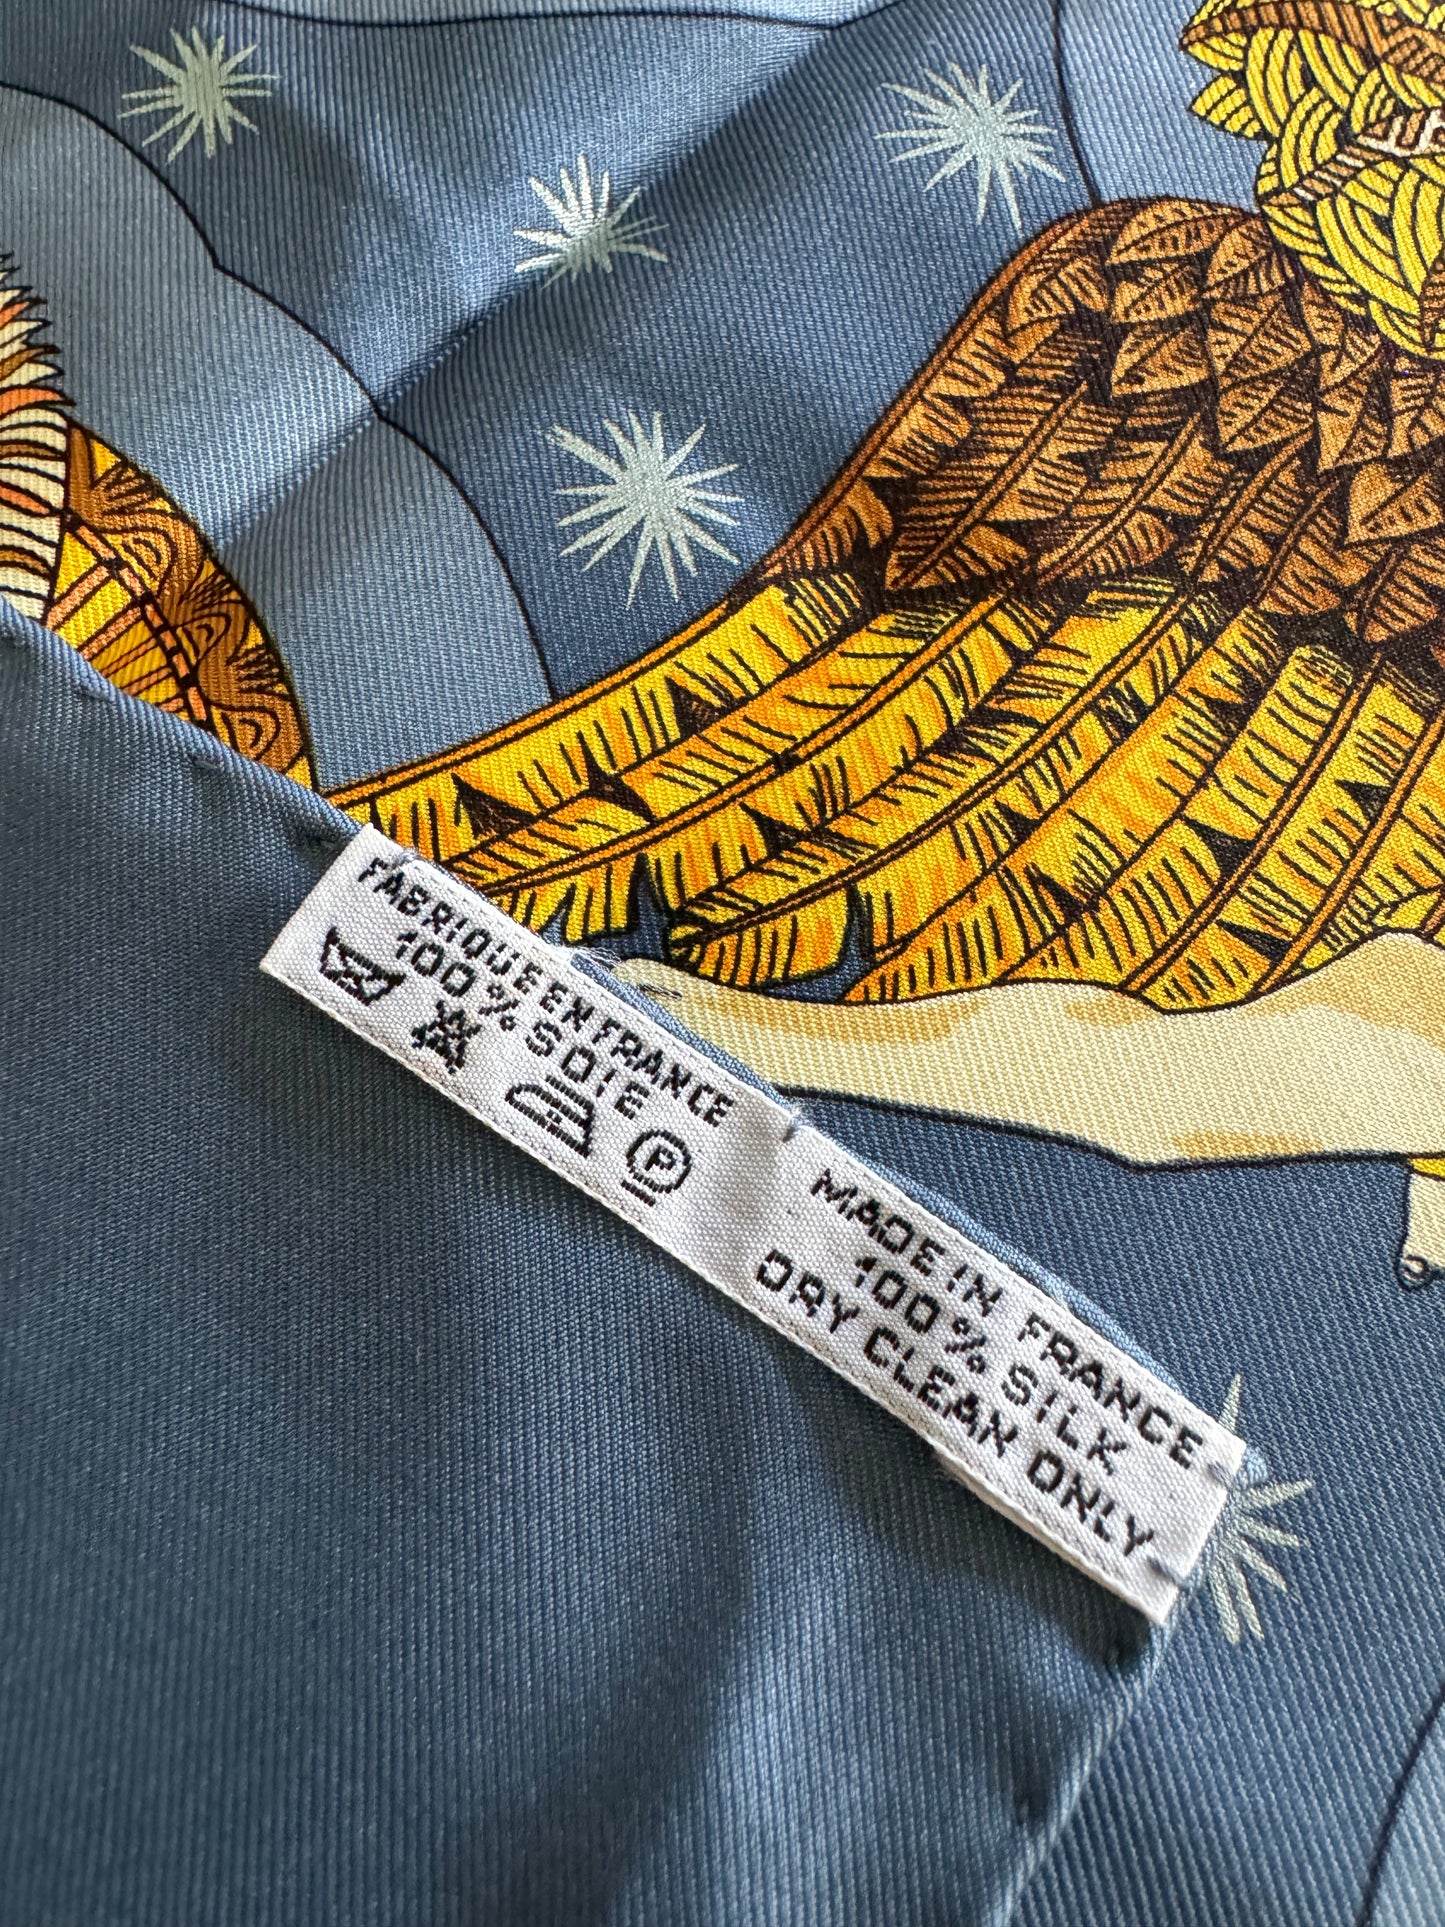 FABRIQUE EN FRANCE
100% SOIE
P
MADE IN FRANCE
100% SILK
DRY CLEAN ONLY